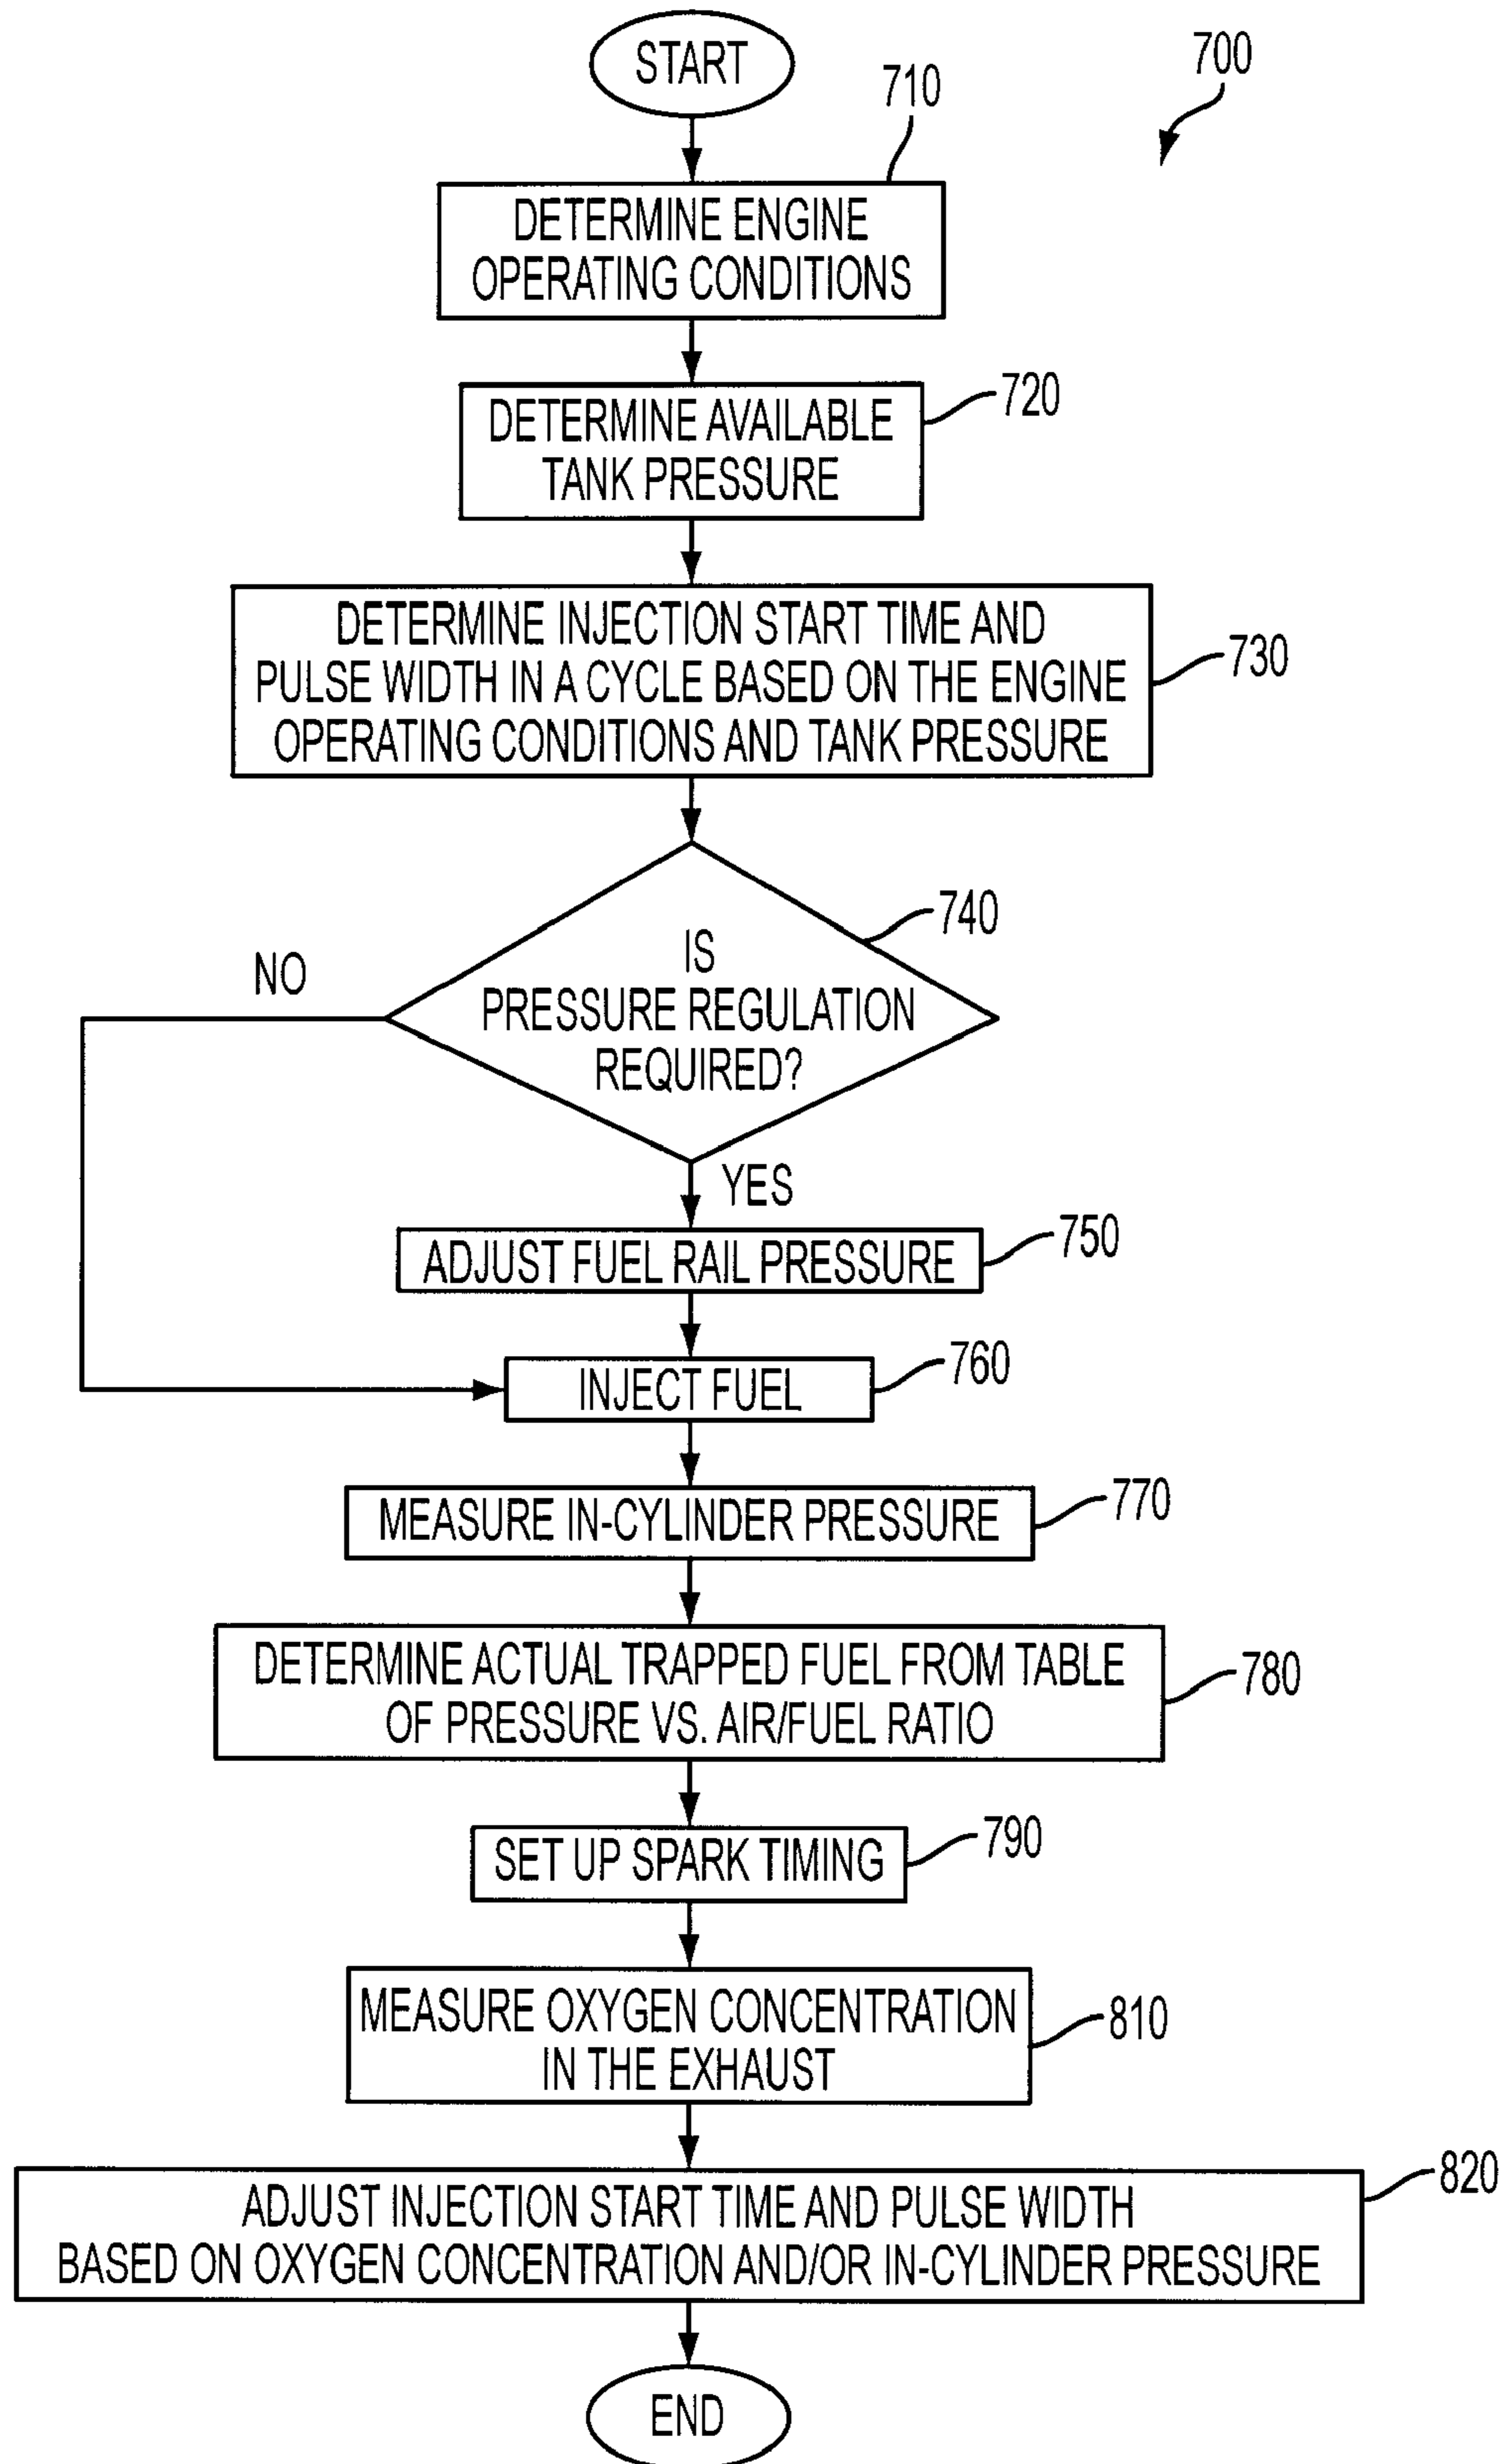 START
700
710
DETERMINE ENGINE
OPERATING CONDITIONS
720
DETERMINE AVAILABLE
TANK PRESSURE
DETERMINE INJECTION START TIME AND
PULSE WIDTH IN A CYCLE BASED ON THE ENGINE
OPERATING CONDITIONS AND TANK PRESSURE
730
740
IS
PRESSURE REGULATION
REQUIRED?
NO
YES
ADJUST FUEL RAIL PRESSURE
750
INJECT FUEL
760
MEASURE IN-CYLINDER PRESSURE
770
DETERMINE ACTUAL TRAPPED FUEL FROM TABLE
OF PRESSURE VS. AIR/FUEL RATIO
780
SET UP SPARK TIMING
790
MEASURE OXYGEN CONCENTRATION
IN THE EXHAUST
810
ADJUST INJECTION START TIME AND PULSE WIDTH
BASED ON OXYGEN CONCENTRATION AND/OR IN-CYLINDER PRESSURE
820
END